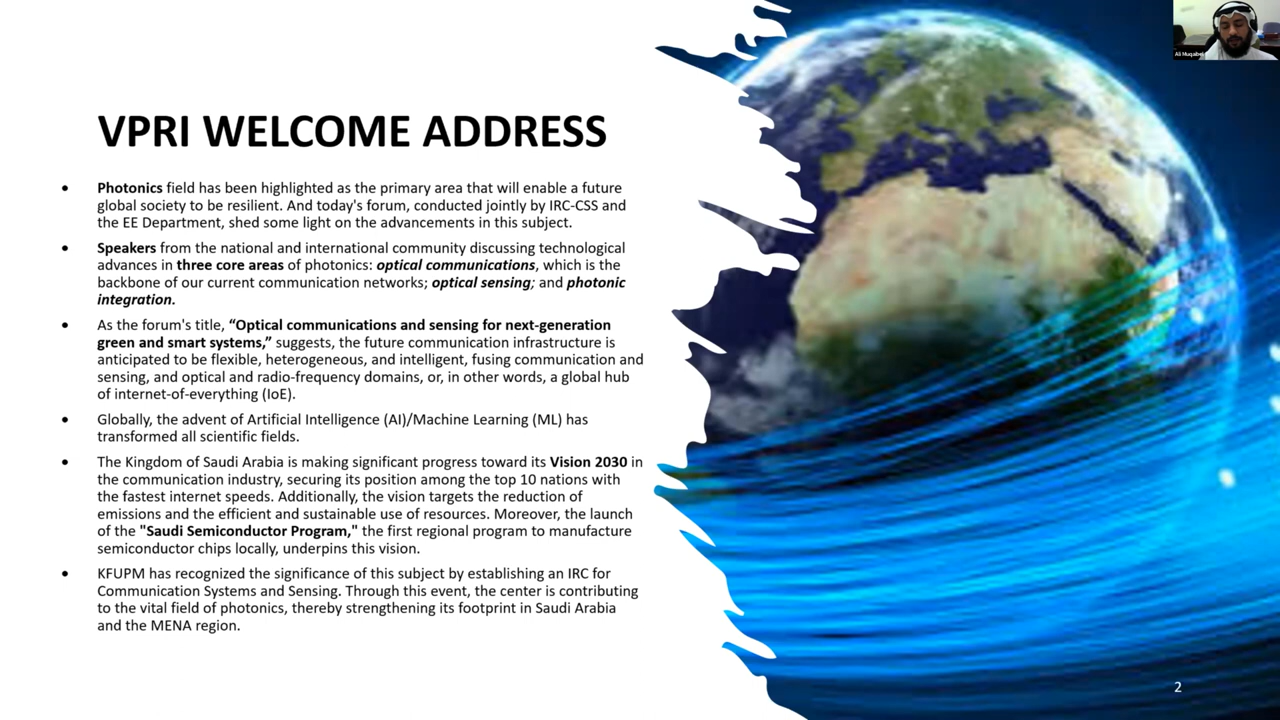 Ali Muqaibel
VPRI WELCOME ADDRESS
• Photonics field has been highlighted as the primary area that will enable a future
global society to be resilient. And today's forum, conducted jointly by IRC-CSS and
the EE Department, shed some light on the advancements in this subject.
• Speakers from the national and international community discussing technological
advances in three core areas of photonics: optical communications, which is the
backbone of our current communication networks; optical sensing; and photonic
integration.
• As the forum's title, “Optical communications and sensing for next-generation
green and smart systems,” suggests, the future communication infrastructure is
anticipated to be flexible, heterogeneous, and intelligent, fusing communication and
sensing, and optical and radio-frequency domains, or, in other words, a global hub
of internet-of-everything (IoE).
• Globally, the advent of Artificial Intelligence (AI)/Machine Learning (ML) has
transformed all scientific fields.
• The Kingdom of Saudi Arabia is making significant progress toward its Vision 2030 in
the communication industry, securing its position among the top 10 nations with
the fastest internet speeds. Additionally, the vision targets the reduction of
emissions and the efficient and sustainable use of resources. Moreover, the launch
of the "Saudi Semiconductor Program," the first regional program to manufacture
semiconductor chips locally, underpins this vision.
• KFUPM has recognized the significance of this subject by establishing an IRC for
Communication Systems and Sensing. Through this event, the center is contributing
to the vital field of photonics, thereby strengthening its footprint in Saudi Arabia
and the MENA region.
2